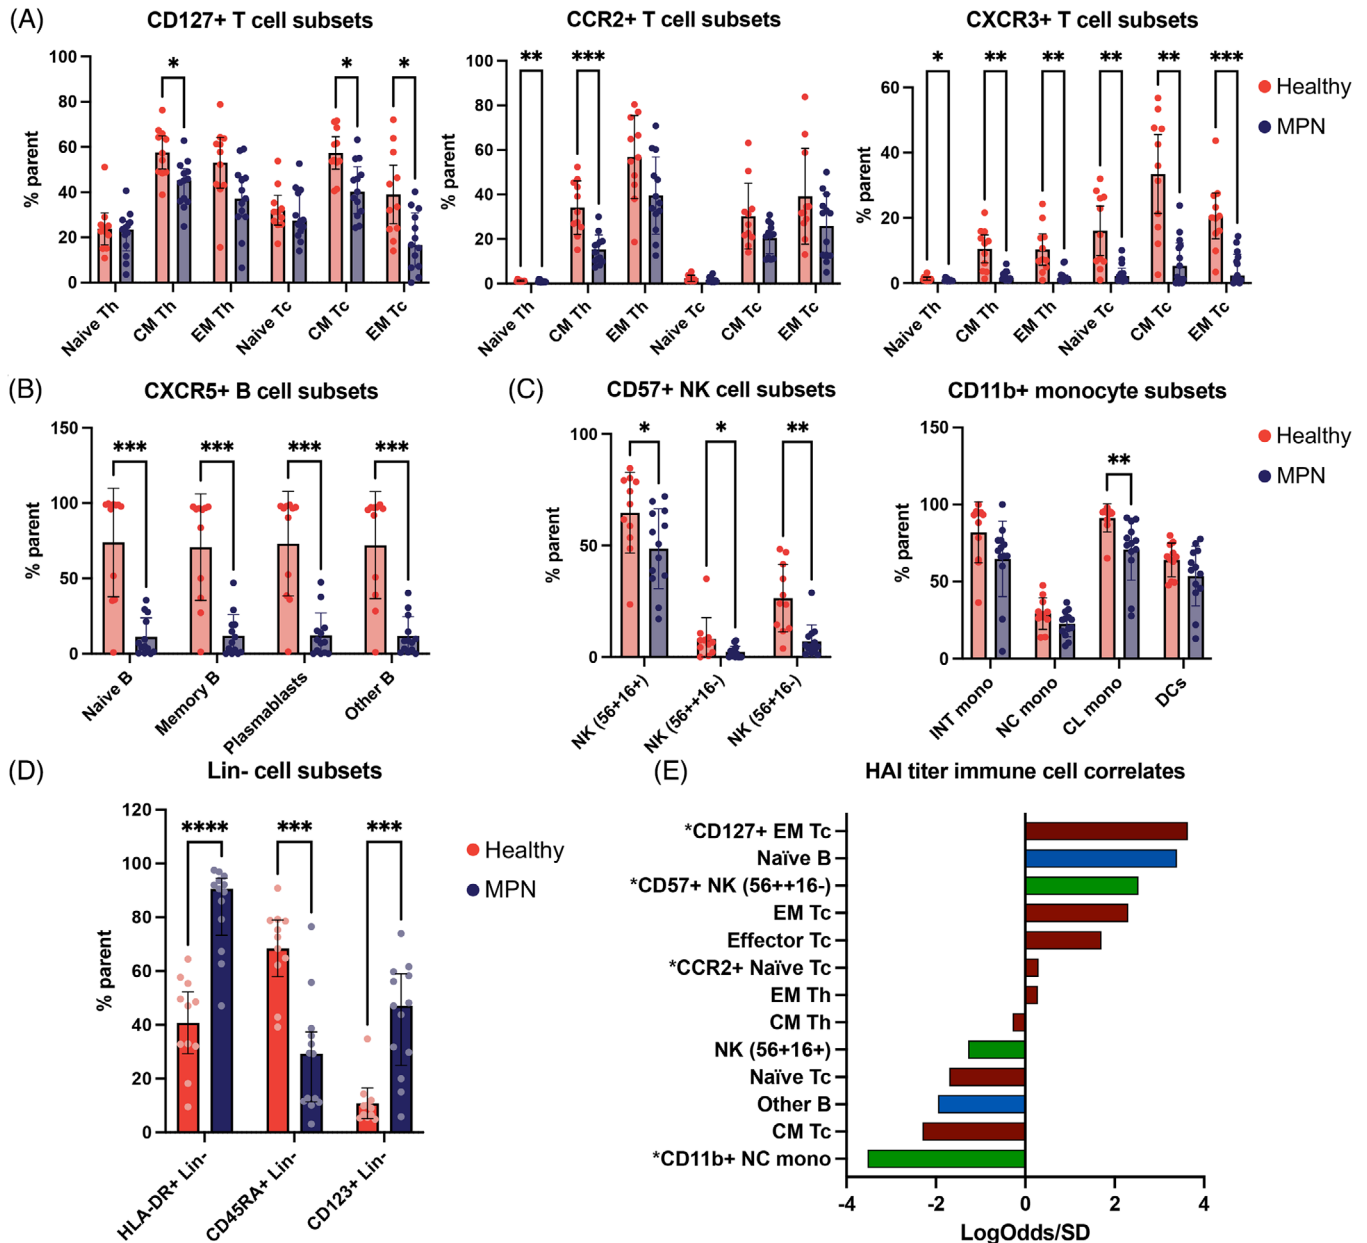 (A)
CD127+ T cell subsets
% parent
100
80
60
40
20
0
*
*
*
Naive Th
CM Th
EM Th
Naive Tc
CM Tc
EM Tc
CCR2+ T cell subsets
% parent
100
80
60
40
20
0
**
***
Naive Th
CM Th
EM Th
Naive Tc
CM Tc
EM Tc
CXCR3+ T cell subsets
% parent
60
40
20
0
*
**
**
**
**
***
Naive Th
CM Th
EM Th
Naive Tc
CM Tc
EM Tc
Healthy
MPN
(B)
CXCR5+ B cell subsets
% parent
150
100
50
0
***
***
***
***
Naive B
Memory B
Plasmablasts
Other B
(C)
CD57+ NK cell subsets
% parent
100
50
0
*
*
**
NK (56+16+)
NK (56++16-)
NK (56+16-)
CD11b+ monocyte subsets
% parent
150
100
50
0
**
INT mono
NC mono
CL mono
DCs
Healthy
MPN
(D)
Lin- cell subsets
% parent
120
100
80
60
40
20
0
****
***
***
HLA-DR+ Lin-
CD45RA+ Lin-
CD123+ Lin-
Healthy
MPN
(E)
HAI titer immune cell correlates
*CD127+ EM Tc
Naïve B
*CD57+ NK (56++16-)
EM Tc
Effector Tc
*CCR2+ Naïve Tc
EM Th
CM Th
NK (56+16+)
Naïve Tc
Other B
CM Tc
*CD11b+ NC mono
-4
-2
0
2
4
LogOdds/SD